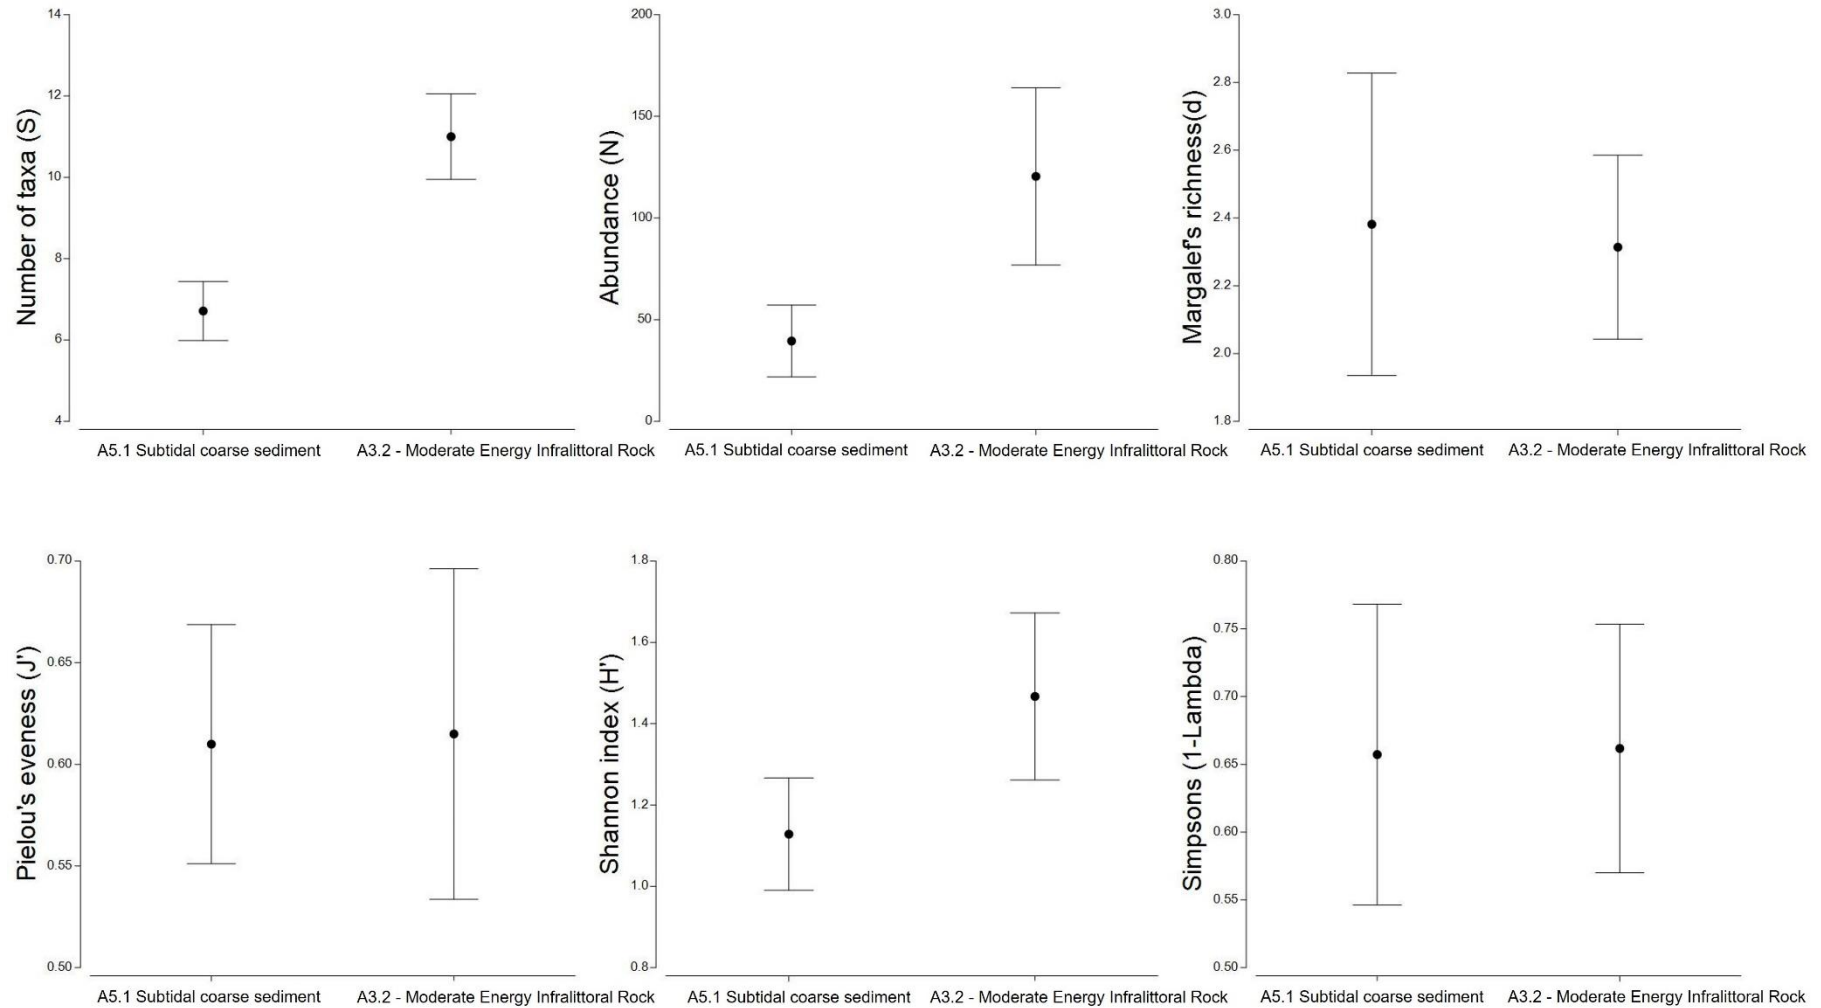 Number of taxa (S)
14
12
10
8
6
4
A5.1 Subtidal coarse sediment
A3.2 - Moderate Energy Infralittoral Rock
Abundance (N)
200
150
100
50
0
A5.1 Subtidal coarse sediment
A3.2 - Moderate Energy Infralittoral Rock
Margalef's richness(d)
3.0
2.8
2.6
2.4
2.2
2.0
1.8
A5.1 Subtidal coarse sediment
A3.2 - Moderate Energy Infralittoral Rock
Pielou's eveness (J')
0.70
0.65
0.60
0.55
0.50
A5.1 Subtidal coarse sediment
A3.2 - Moderate Energy Infralittoral Rock
Shannon index (H')
1.8
1.6
1.4
1.2
1.0
0.8
A5.1 Subtidal coarse sediment
A3.2 - Moderate Energy Infralittoral Rock
Simpsons (1-Lambda)
0.80
0.75
0.70
0.65
0.60
0.55
0.50
A5.1 Subtidal coarse sediment
A3.2 - Moderate Energy Infralittoral Rock